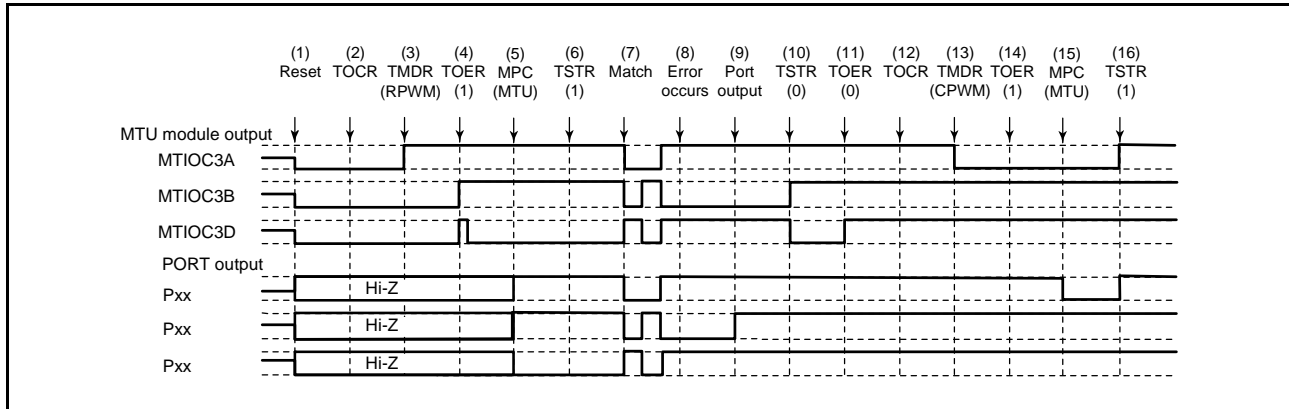 (1) (2) (3) (4) (5) (6) (7) (8) (9) (10) (11) (12) (13) (14) (15) (16)
Reset TOCR TMDR TOER MPC TSTR Match Error Port TSTR TOER TOCR TMDR TOER MPC TSTR
(RPWM) (1) (MTU) (1) occurs output (0) (0) (CPWM) (1) (MTU) (1)
MTU module output
MTIOC3A
MTIOC3B
MTIOC3D
PORT output
Pxx Hi-Z
Pxx Hi-Z
Pxx Hi-Z